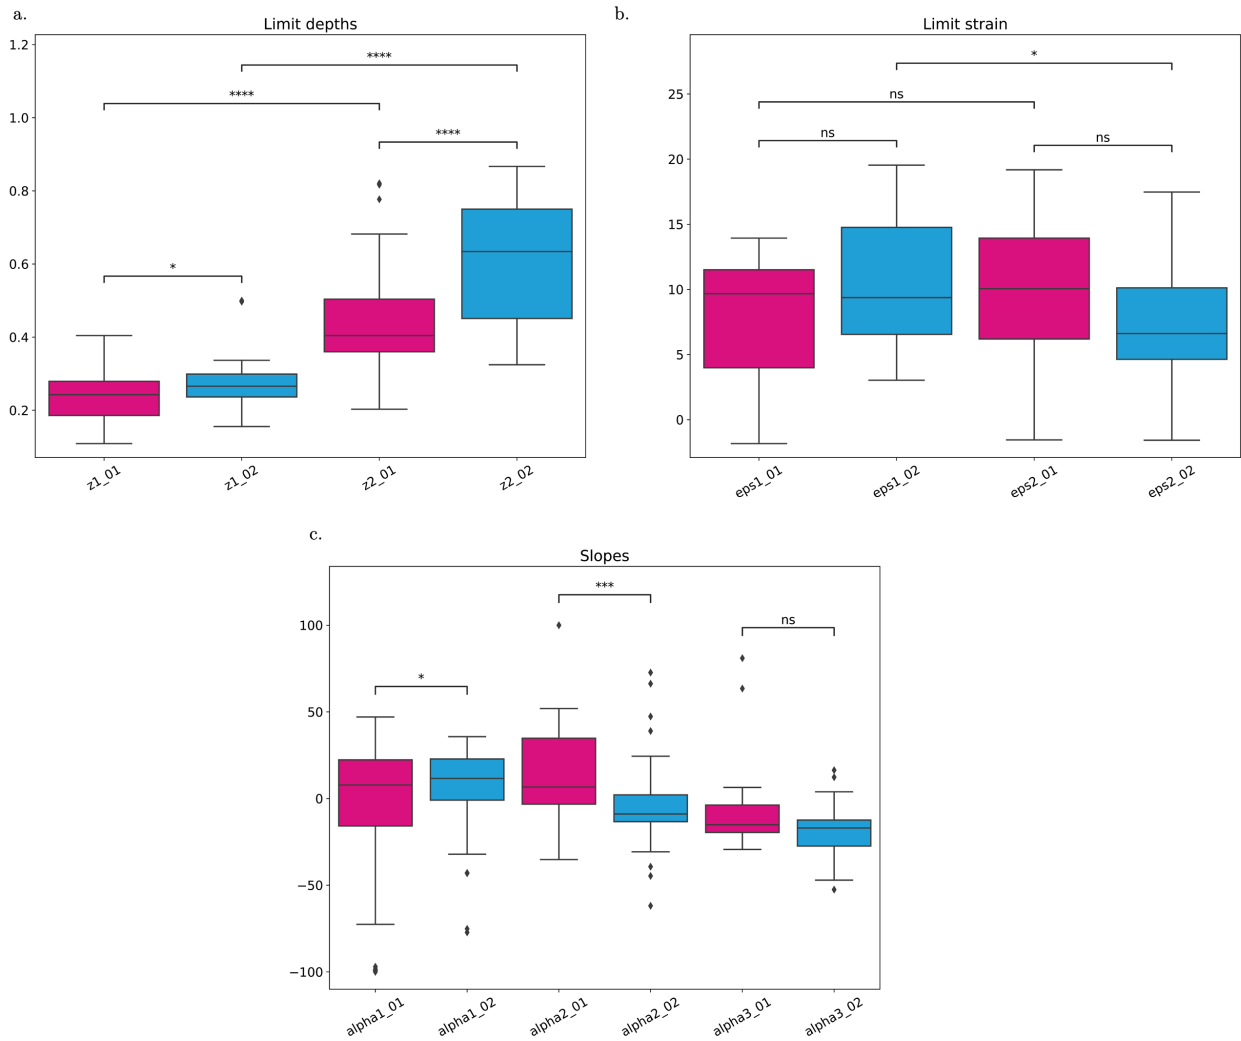 a.
Limit depths
1.2
1.0
0.8
0.6
0.4
0.2
****
****
****
*
z1_01
z1_02
z2_01
z2_02
b.
Limit strain
25
20
15
10
5
0
*
ns
ns
ns
eps1_01
eps1_02
eps2_01
eps2_02
c.
Slopes
100
50
0
−50
−100
***
ns
*
alpha1_01
alpha1_02
alpha2_01
alpha2_02
alpha3_01
alpha3_02